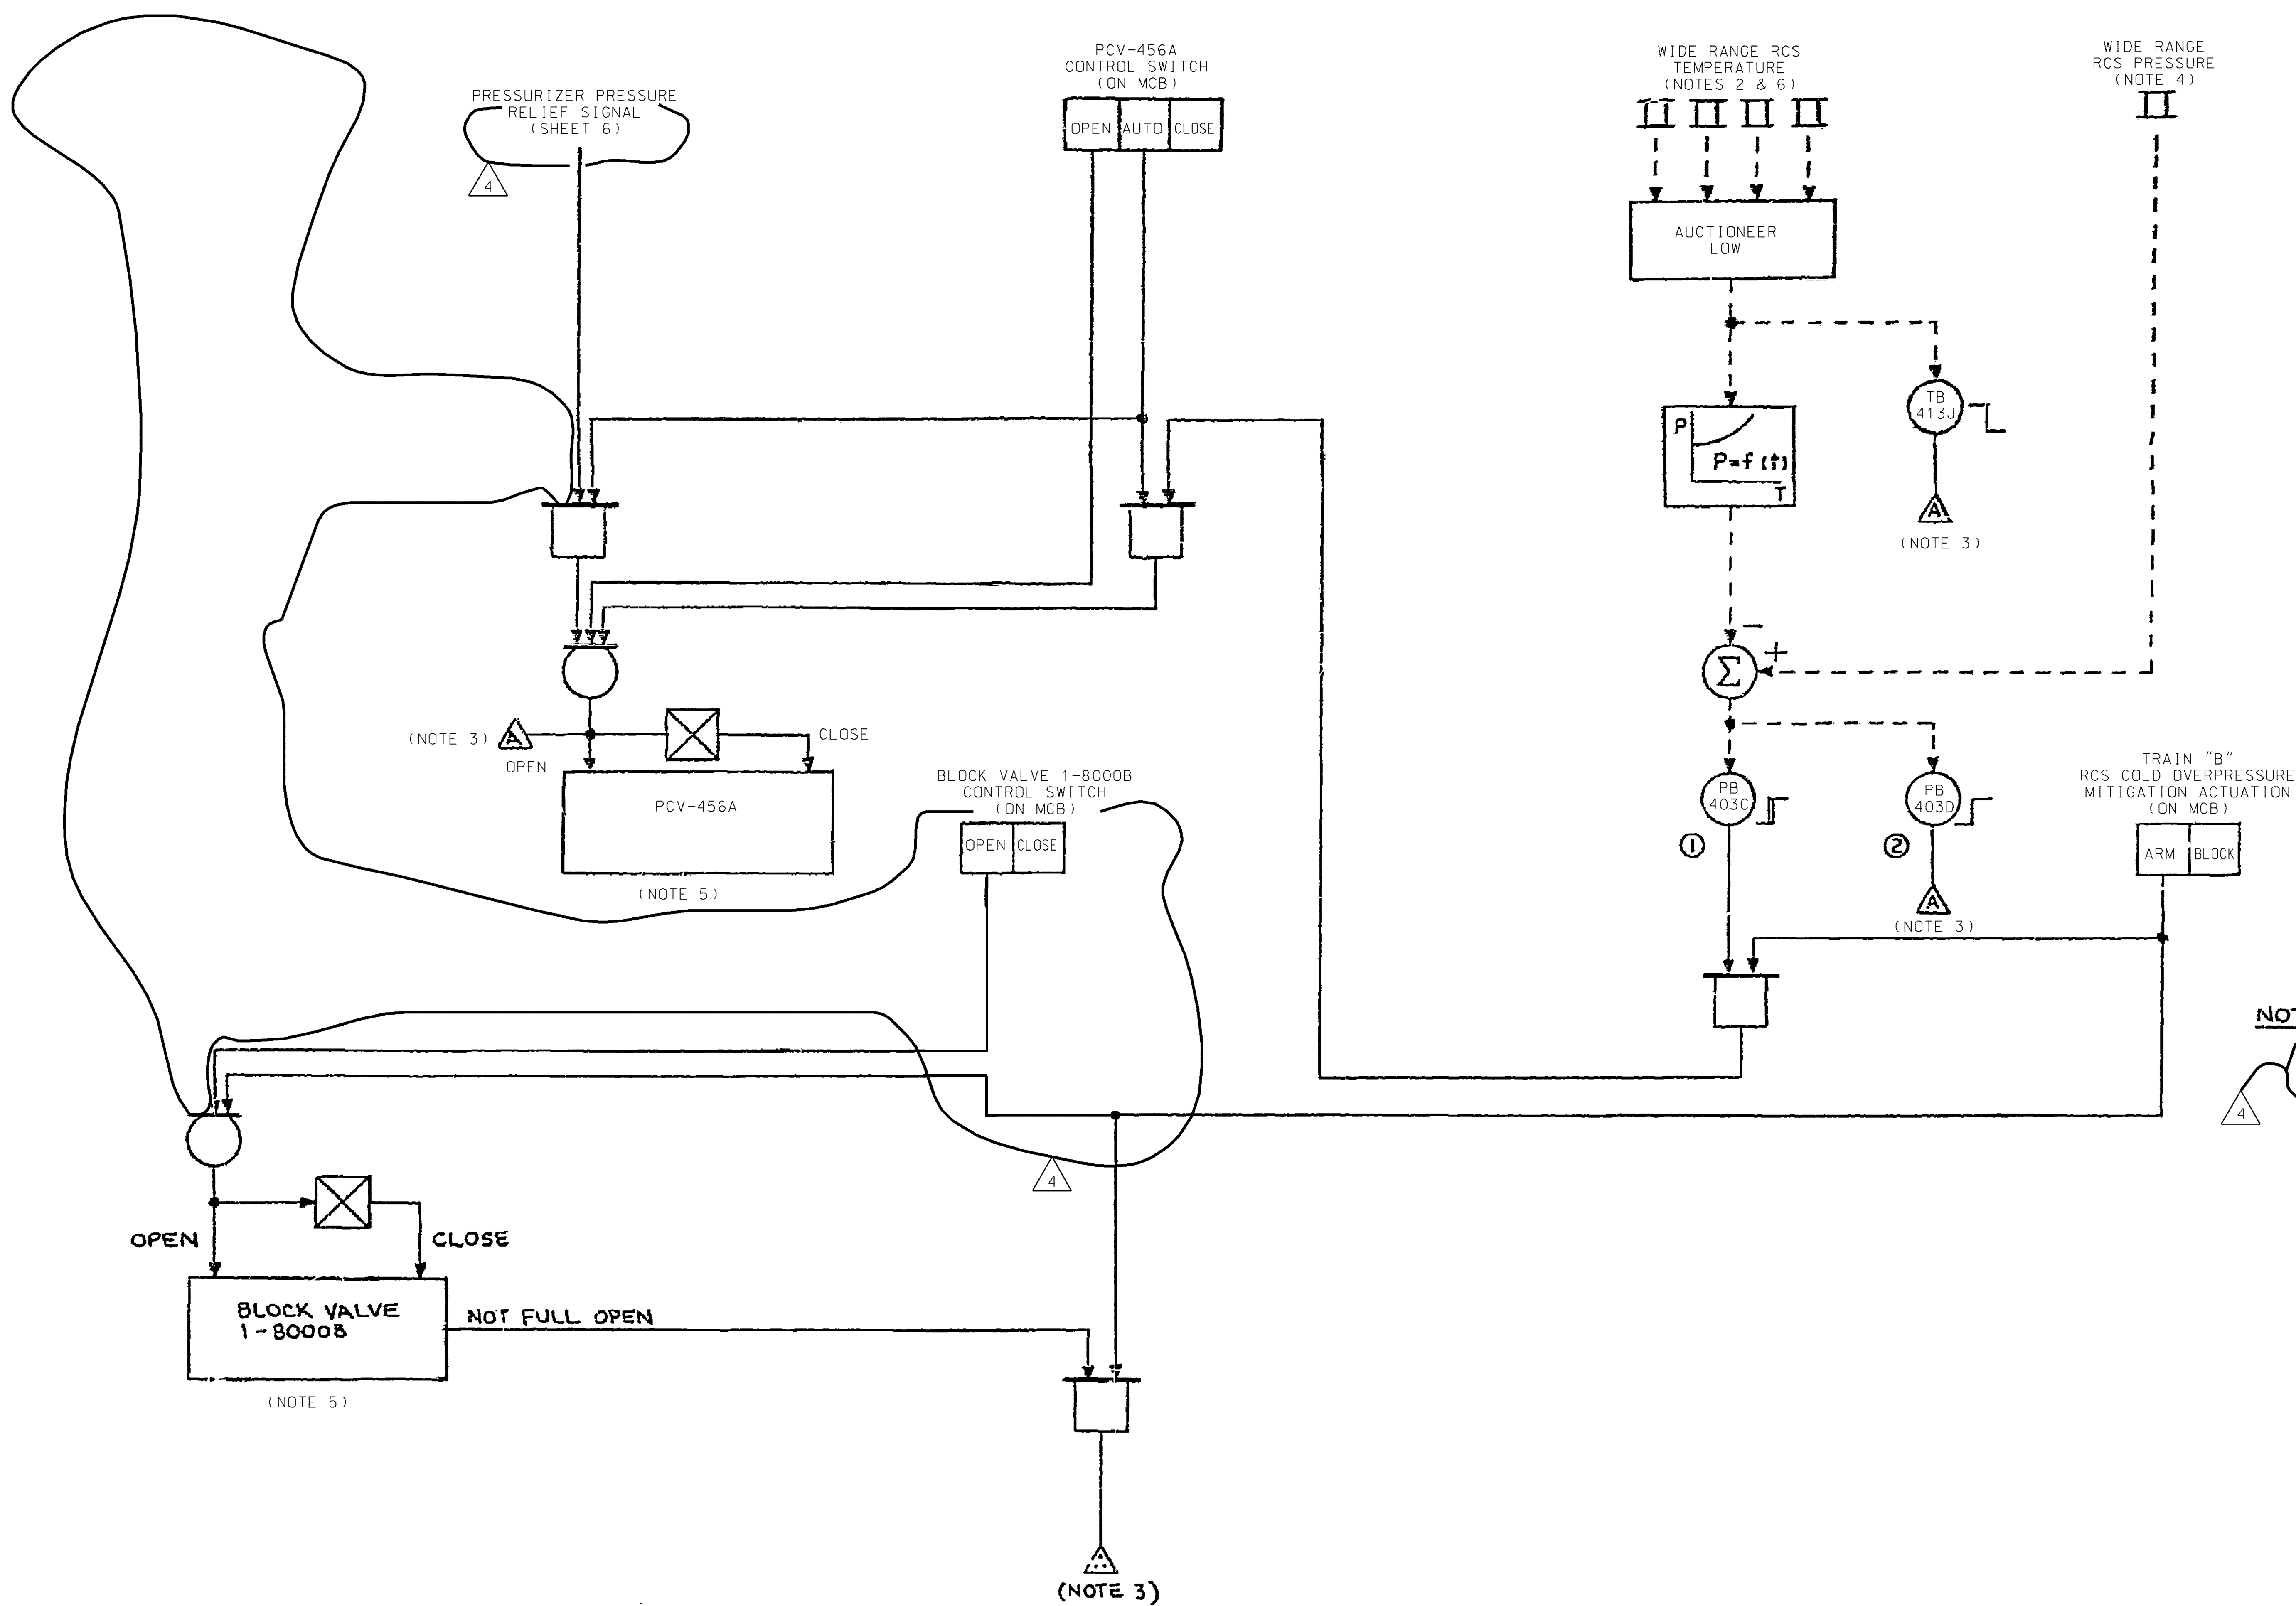 PCV-456A
CONTROL SWITCH
(ON MCB)
OPEN
AUTO
CLOSE
WIDE RANGE RCS
TEMPERATURE
(NOTES 2 & 6)
WIDE RANGE
RCS PRESSURE
(NOTE 4)
PRESSURIZER PRESSURE
RELIEF SIGNAL
(SHEET 6)
4
AUCTIONEER
LOW
TB
413J
A
(NOTE 3)
P
P=f(t)
T
−
+
Σ
(NOTE 3)
A
OPEN
CLOSE
PCV-456A
(NOTE 5)
BLOCK VALVE 1-8000B
CONTROL SWITCH
(ON MCB)
OPEN
CLOSE
PB
403C
1
PB
403D
2
A
(NOTE 3)
TRAIN "B"
RCS COLD OVERPRESSURE
MITIGATION ACTUATION
(ON MCB)
ARM
BLOCK
4
4
OPEN
CLOSE
BLOCK VALVE
1-8000B
NOT FULL OPEN
(NOTE 5)
(NOTE 3)